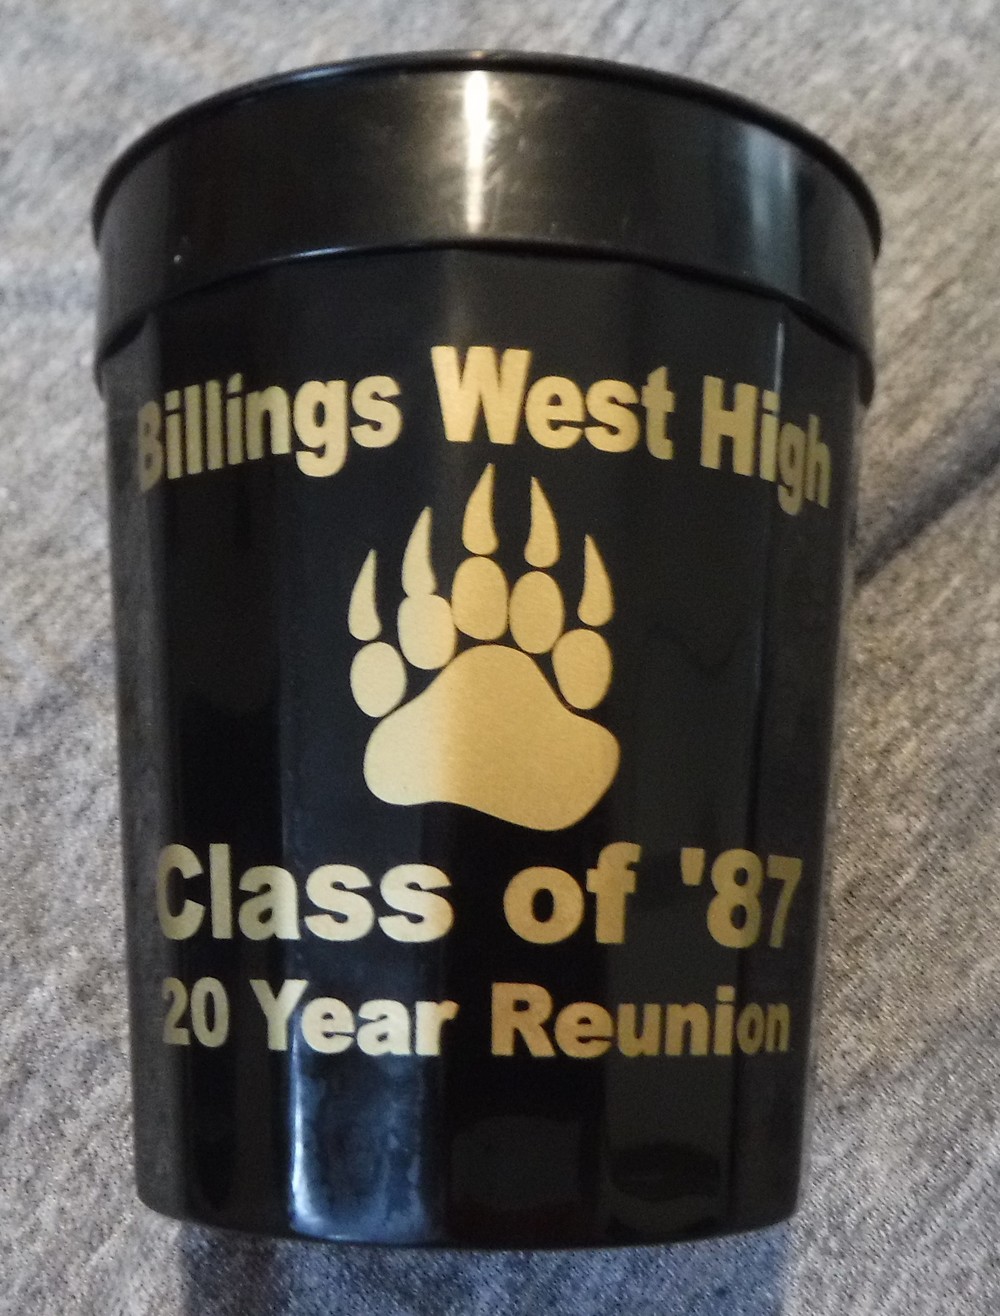 Billings West High
Class of '87
20 Year Reunion